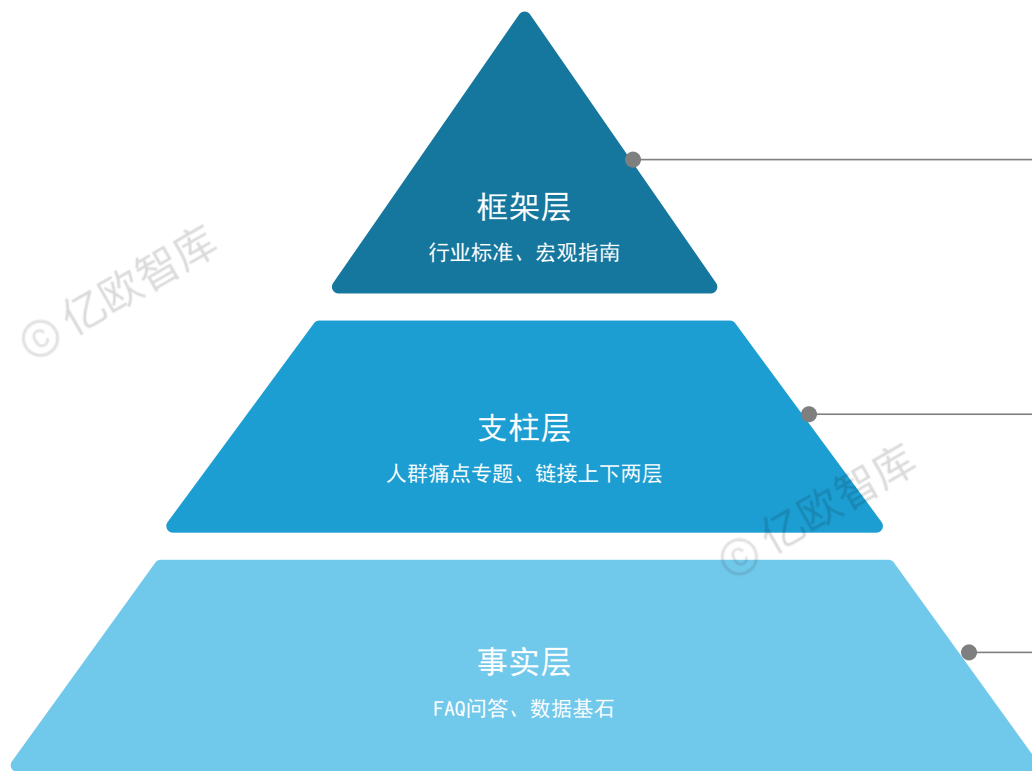 框架层
行业标准、宏观指南
© 亿欧智库
支柱层
人群痛点专题、链接上下两层
© 亿欧智库
事实层
FAQ问答、数据基石